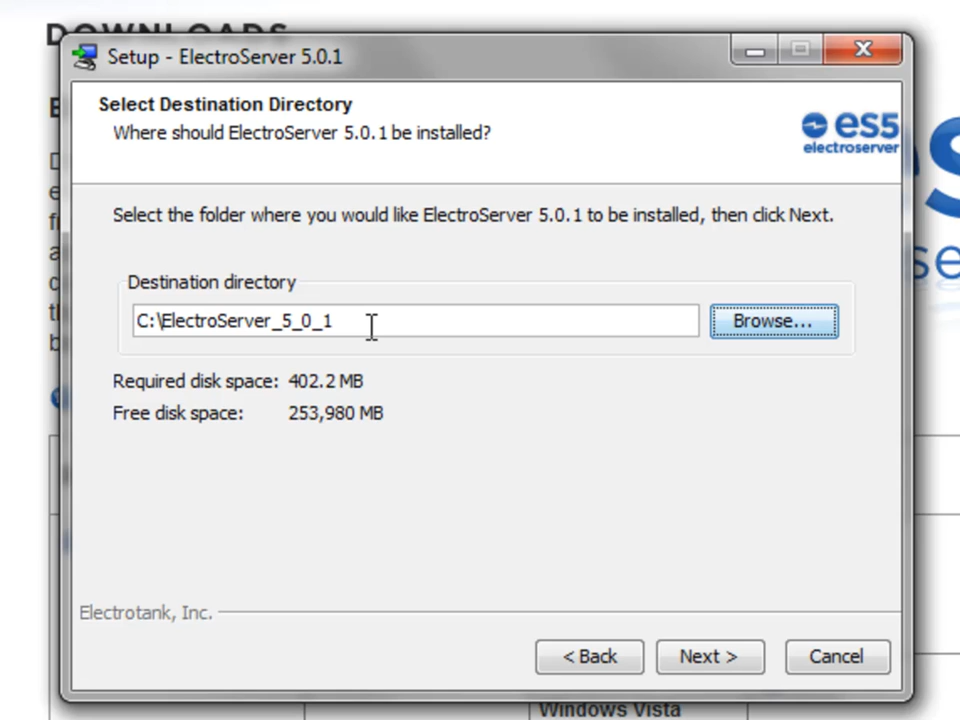 DOWNLOADS
Setup - ElectroServer 5.0.1
Select Destination Directory
Where should ElectroServer 5.0.1 be installed?
es5
electroserver
Select the folder where you would like ElectroServer 5.0.1 to be installed, then click Next.
Destination directory
C:\ElectroServer_5_0_1
Browse...
Required disk space: 402.2 MB
Free disk space: 253,980 MB
Electrotank, Inc.
< Back
Next >
Cancel
Windows Vista